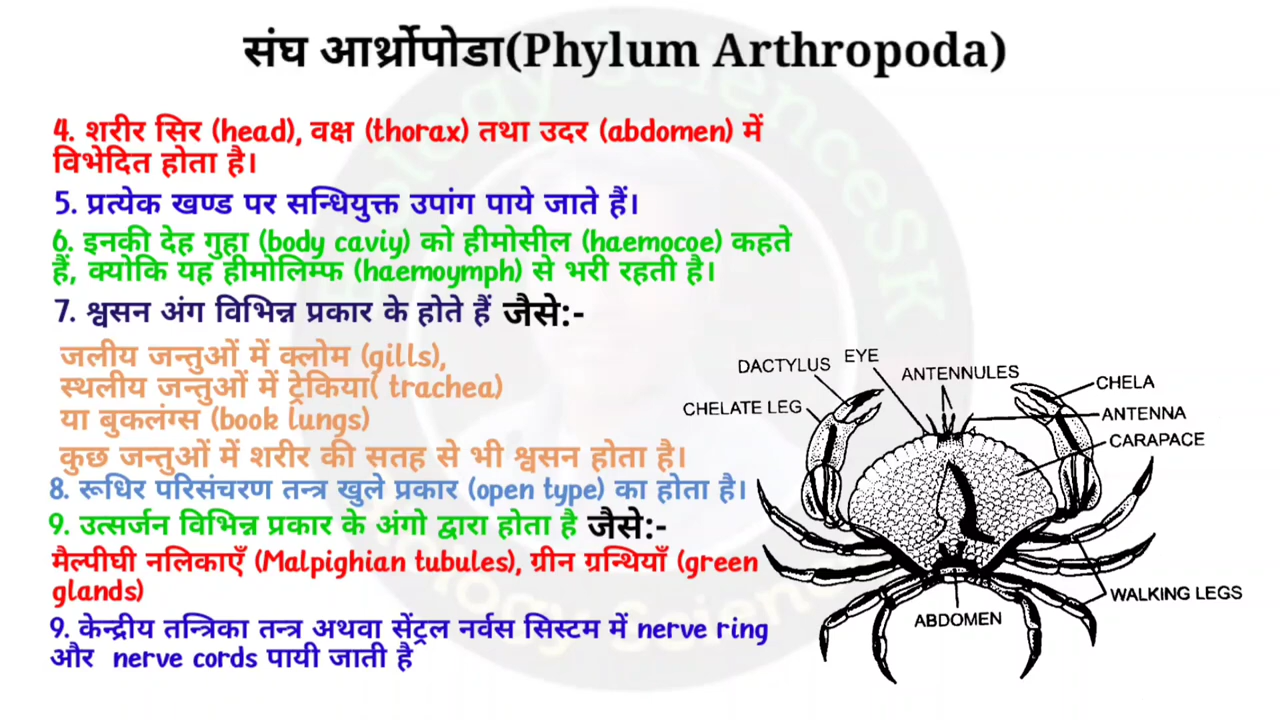 संघ आर्थ्रोपोडा(Phylum Arthropoda)
4. शरीर सिर (head), वक्ष (thorax) तथा उदर (abdomen) में
विभेदित होता है।
5. प्रत्येक खण्ड पर सन्धियुक्त उपांग पाये जाते हैं।
6. इनकी देह गुहा (body caviy) को हीमोसील (haemocoe) कहते
हैं, क्योकि यह हीमोलिम्फ (haemoymph) से भरी रहती है।
7. श्वसन अंग विभिन्न प्रकार के होते हैं जैसे:-
जलीय जन्तुओं में क्लोम (gills),
स्थलीय जन्तुओं में ट्रेकिया( trachea)
या बुकलंग्स (book lungs)
कुछ जन्तुओं में शरीर की सतह से भी श्वसन होता है।
8. रूधिर परिसंचरण तन्त्र खुले प्रकार (open type) का होता है।
9. उत्सर्जन विभिन्न प्रकार के अंगो द्वारा होता है जैसे:-
मैल्पीघी नलिकाएँ (Malpighian tubules), ग्रीन ग्रन्थियाँ (green
glands)
9. केन्द्रीय तन्त्रिका तन्त्र अथवा सेंट्रल नर्वस सिस्टम में nerve ring
और nerve cords पायी जाती है
DACTYLUS
EYE
ANTENNULES
CHELA
CHELATE LEG
ANTENNA
CARAPACE
WALKING LEGS
ABDOMEN